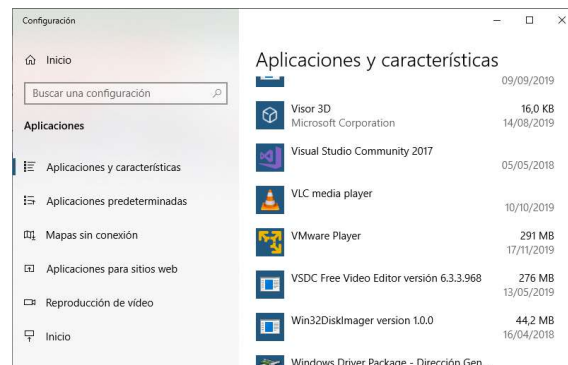 Configuración
Inicio
Buscar una configuración
Aplicaciones
Aplicaciones y características
Aplicaciones predeterminadas
Mapas sin conexión
Aplicaciones para sitios web
Reproducción de vídeo
Inicio
Aplicaciones y características
09/09/2019
Visor 3D 16,0 KB
Microsoft Corporation 14/08/2019
Visual Studio Community 2017
05/05/2018
VLC media player
10/10/2019
VMware Player 291 MB
17/11/2019
VSDC Free Video Editor versión 6.3.3.968 276 MB
13/05/2019
Win32DiskImager version 1.0.0 44,2 MB
16/04/2018
Windows Driver Package - Dirección Gen...